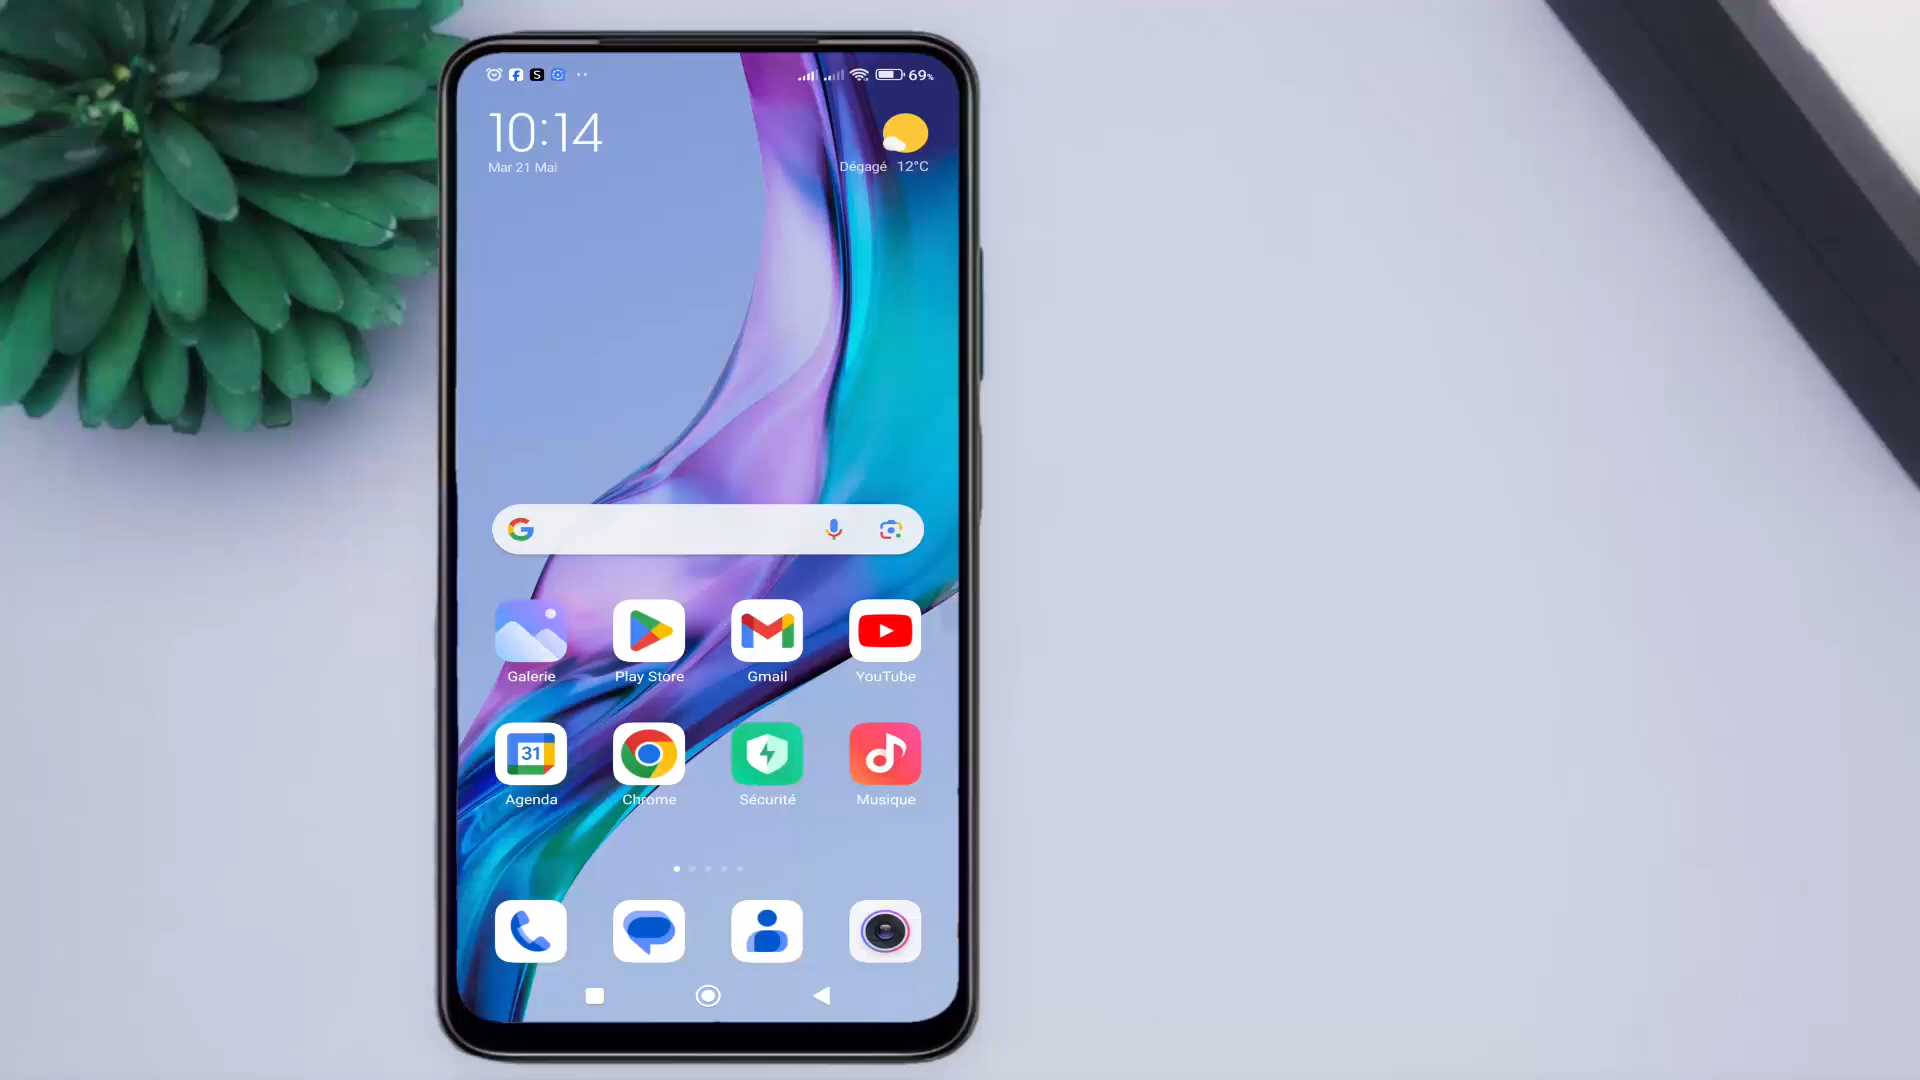 S
69%
10:14
Mar 21 Mai
Dégagé 12°C
Galerie
Play Store
Gmail
YouTube
31
Agenda
Chrome
Sécurité
Musique